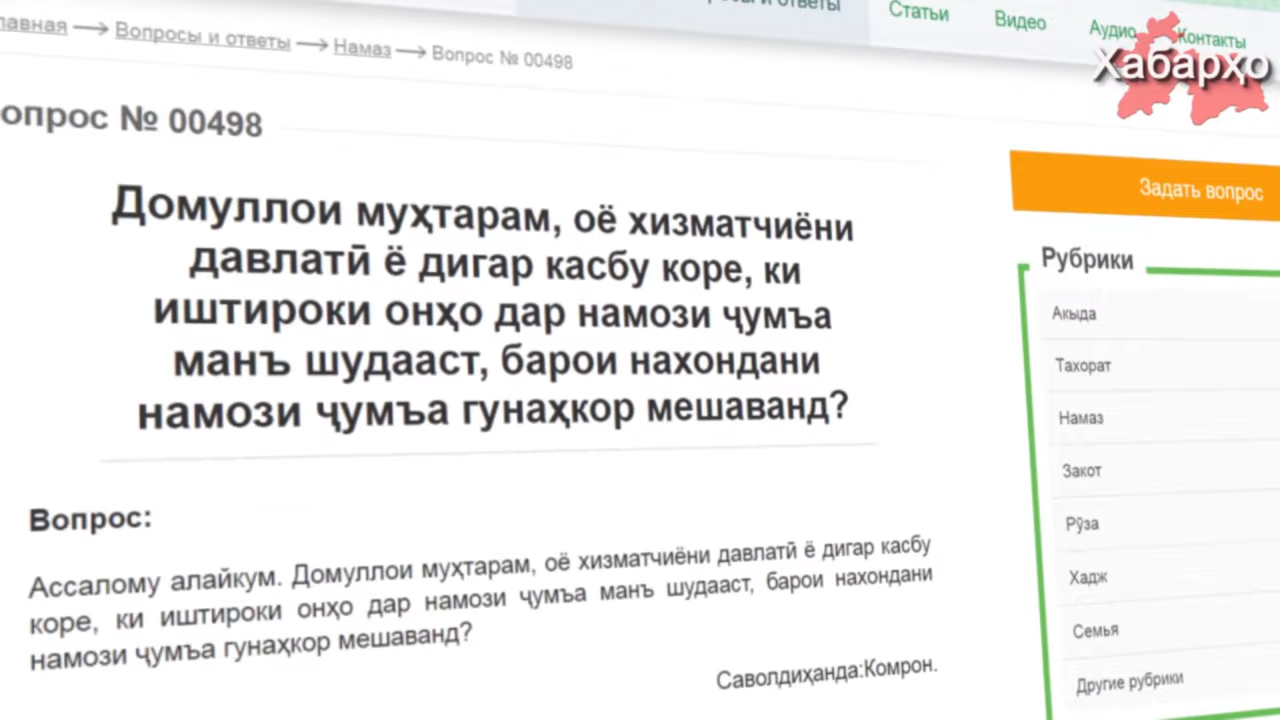 ответы Статьи Видео Аудио Контакты
Хабарҳо
Вопросы и ответы Намаз Вопрос № 00498
№ 00498
Задать вопрос
Домуллои муҳтарам, оё хизматчиёни
давлатӣ ё дигар касбу коре, ки
иштироки онҳо дар намози ҷумъа
манъ шудааст, барои нахондани
намози ҷумъа гунаҳкор мешаванд?
Рубрики
Акыда
Тахорат
Намаз
Закот
Рӯза
Хадж
Семья
Другие рубрики
Вопрос:
Ассалому алайкум. Домуллои муҳтарам, оё хизматчиёни давлатӣ ё дигар касбу
коре, ки иштироки онҳо дар намози ҷумъа манъ шудааст, барои нахондани
намози ҷумъа гунаҳкор мешаванд?
Саволдиҳанда:Комрон.